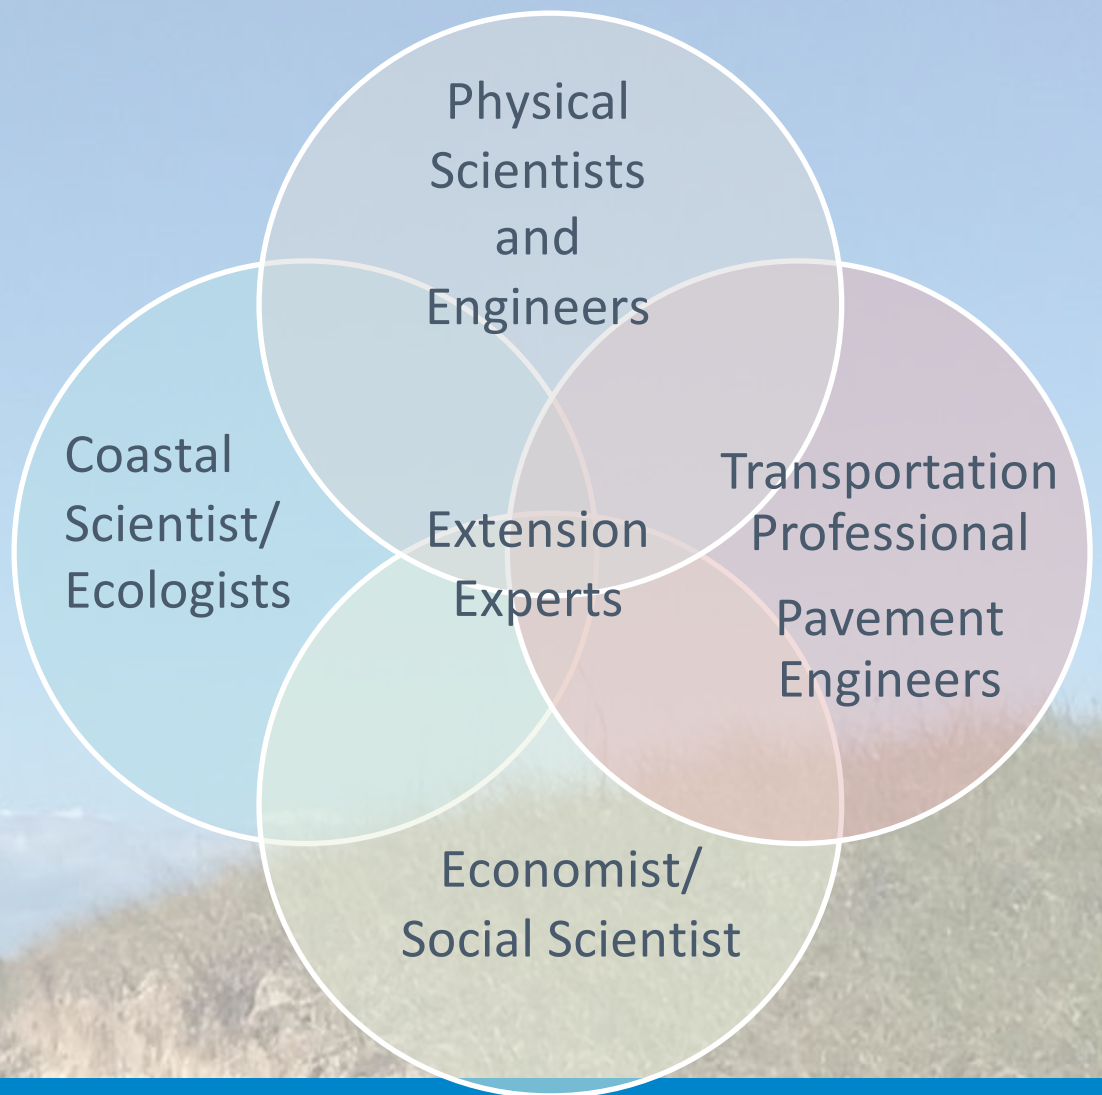 Physical
Scientists
and
Engineers
Coastal
Scientist/
Ecologists
Extension
Experts
Transportation
Professional
Pavement
Engineers
Economist/
Social Scientist